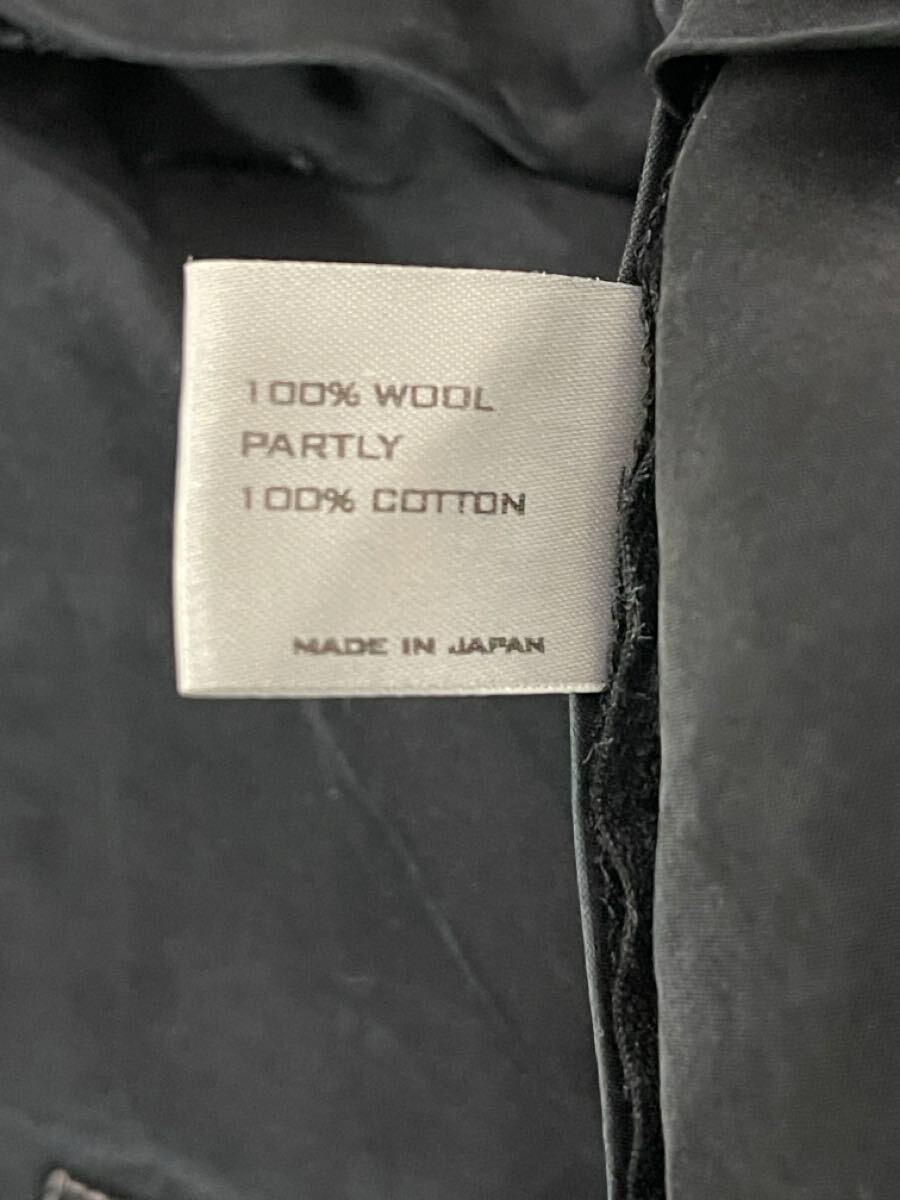 100% WOOL
PARTLY
100% COTTON
MADE IN JAPAN